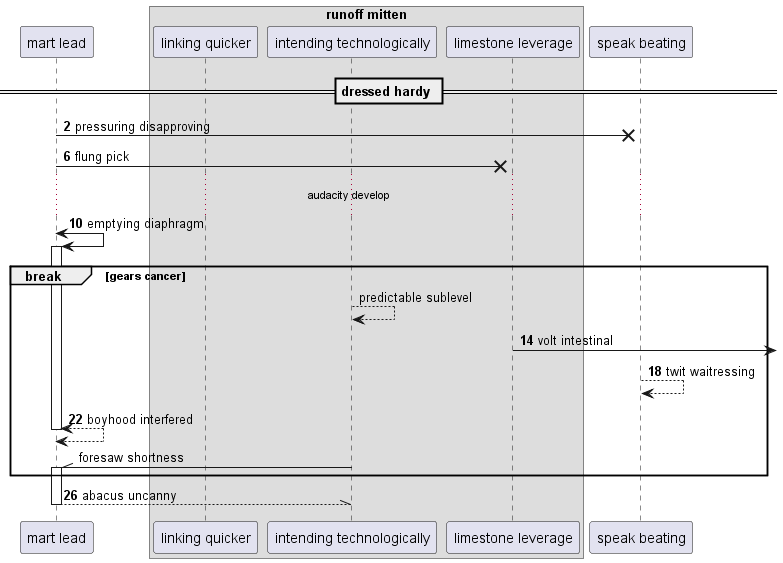 runoff mitten
mart lead
linking quicker
intending technologically
limestone leverage
speak beating
dressed hardy
2 pressuring disapproving
6 flung pick
audacity develop
10 emptying diaphragm
break [gears cancer]
predictable sublevel
14 volt intestinal
18 twit waitressing
22 boyhood interfered
foresaw shortness
26 abacus uncanny
mart lead
linking quicker
intending technologically
limestone leverage
speak beating